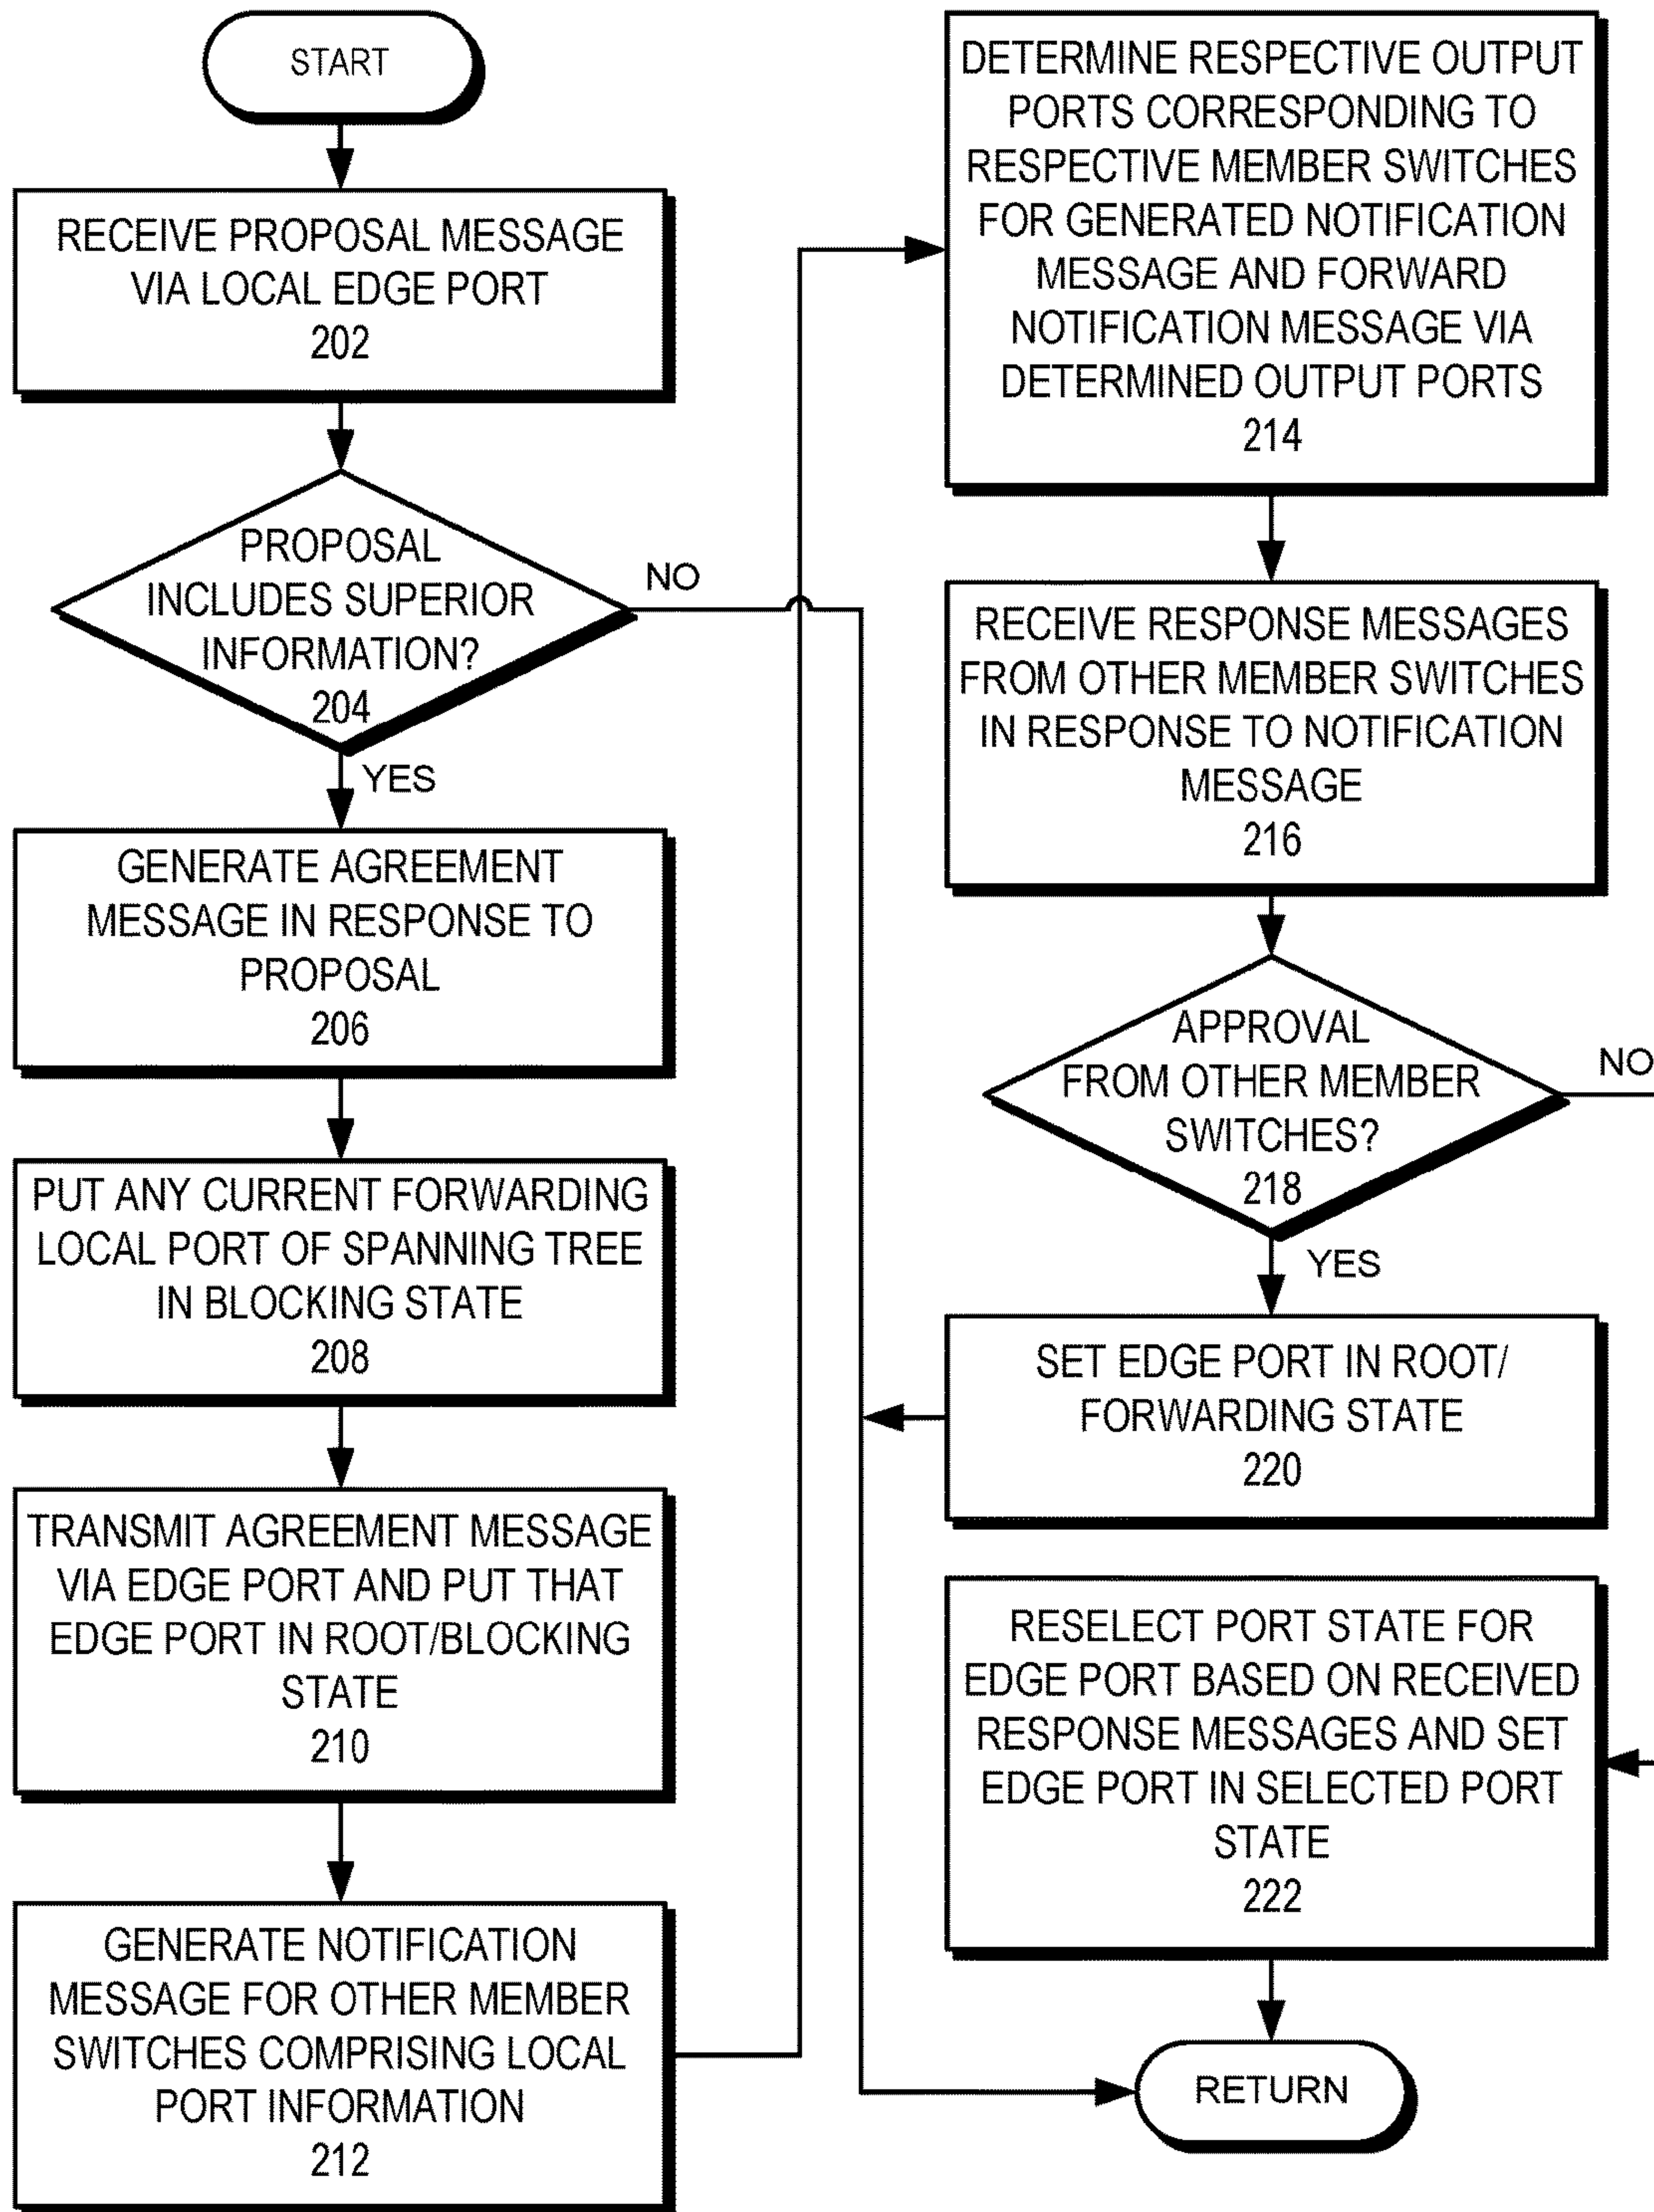 START
RECEIVE PROPOSAL MESSAGE
VIA LOCAL EDGE PORT
202
PROPOSAL
INCLUDES SUPERIOR
INFORMATION?
204
NO
YES
GENERATE AGREEMENT
MESSAGE IN RESPONSE TO
PROPOSAL
206
PUT ANY CURRENT FORWARDING
LOCAL PORT OF SPANNING TREE
IN BLOCKING STATE
208
TRANSMIT AGREEMENT MESSAGE
VIA EDGE PORT AND PUT THAT
EDGE PORT IN ROOT/BLOCKING
STATE
210
GENERATE NOTIFICATION
MESSAGE FOR OTHER MEMBER
SWITCHES COMPRISING LOCAL
PORT INFORMATION
212
DETERMINE RESPECTIVE OUTPUT
PORTS CORRESPONDING TO
RESPECTIVE MEMBER SWITCHES
FOR GENERATED NOTIFICATION
MESSAGE AND FORWARD
NOTIFICATION MESSAGE VIA
DETERMINED OUTPUT PORTS
214
RECEIVE RESPONSE MESSAGES
FROM OTHER MEMBER SWITCHES
IN RESPONSE TO NOTIFICATION
MESSAGE
216
APPROVAL
FROM OTHER MEMBER
SWITCHES?
218
NO
YES
SET EDGE PORT IN ROOT/
FORWARDING STATE
220
RESELECT PORT STATE FOR
EDGE PORT BASED ON RECEIVED
RESPONSE MESSAGES AND SET
EDGE PORT IN SELECTED PORT
STATE
222
RETURN